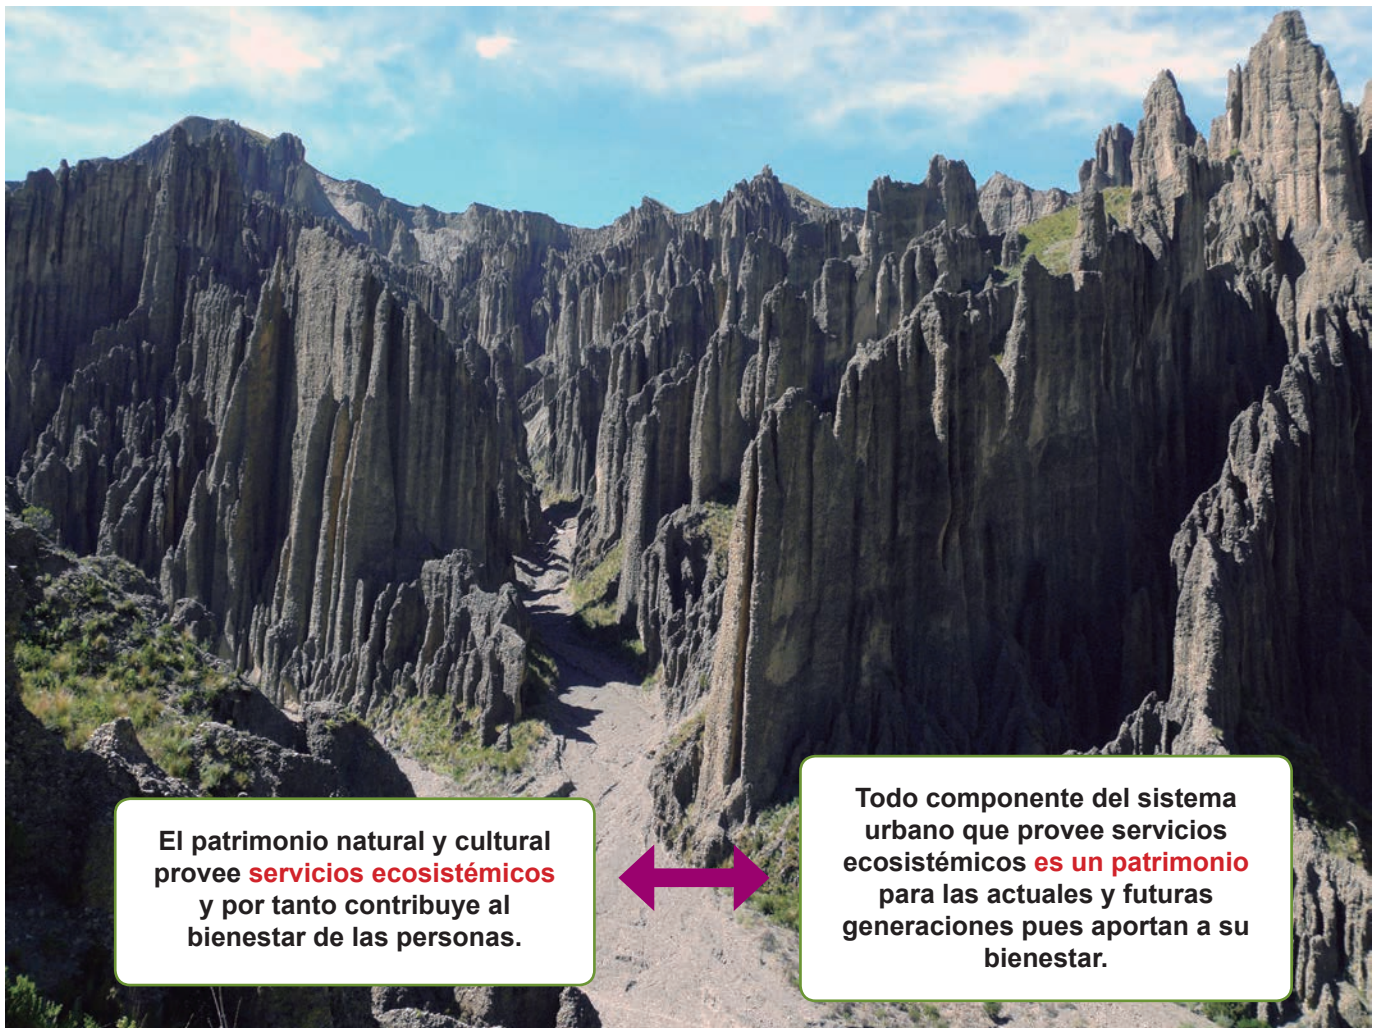 El patrimonio natural y cultural
provee servicios ecosistémicos
y por tanto contribuye al
bienestar de las personas.
Todo componente del sistema
urbano que provee servicios
ecosistémicos es un patrimonio
para las actuales y futuras
generaciones pues aportan a su
bienestar.